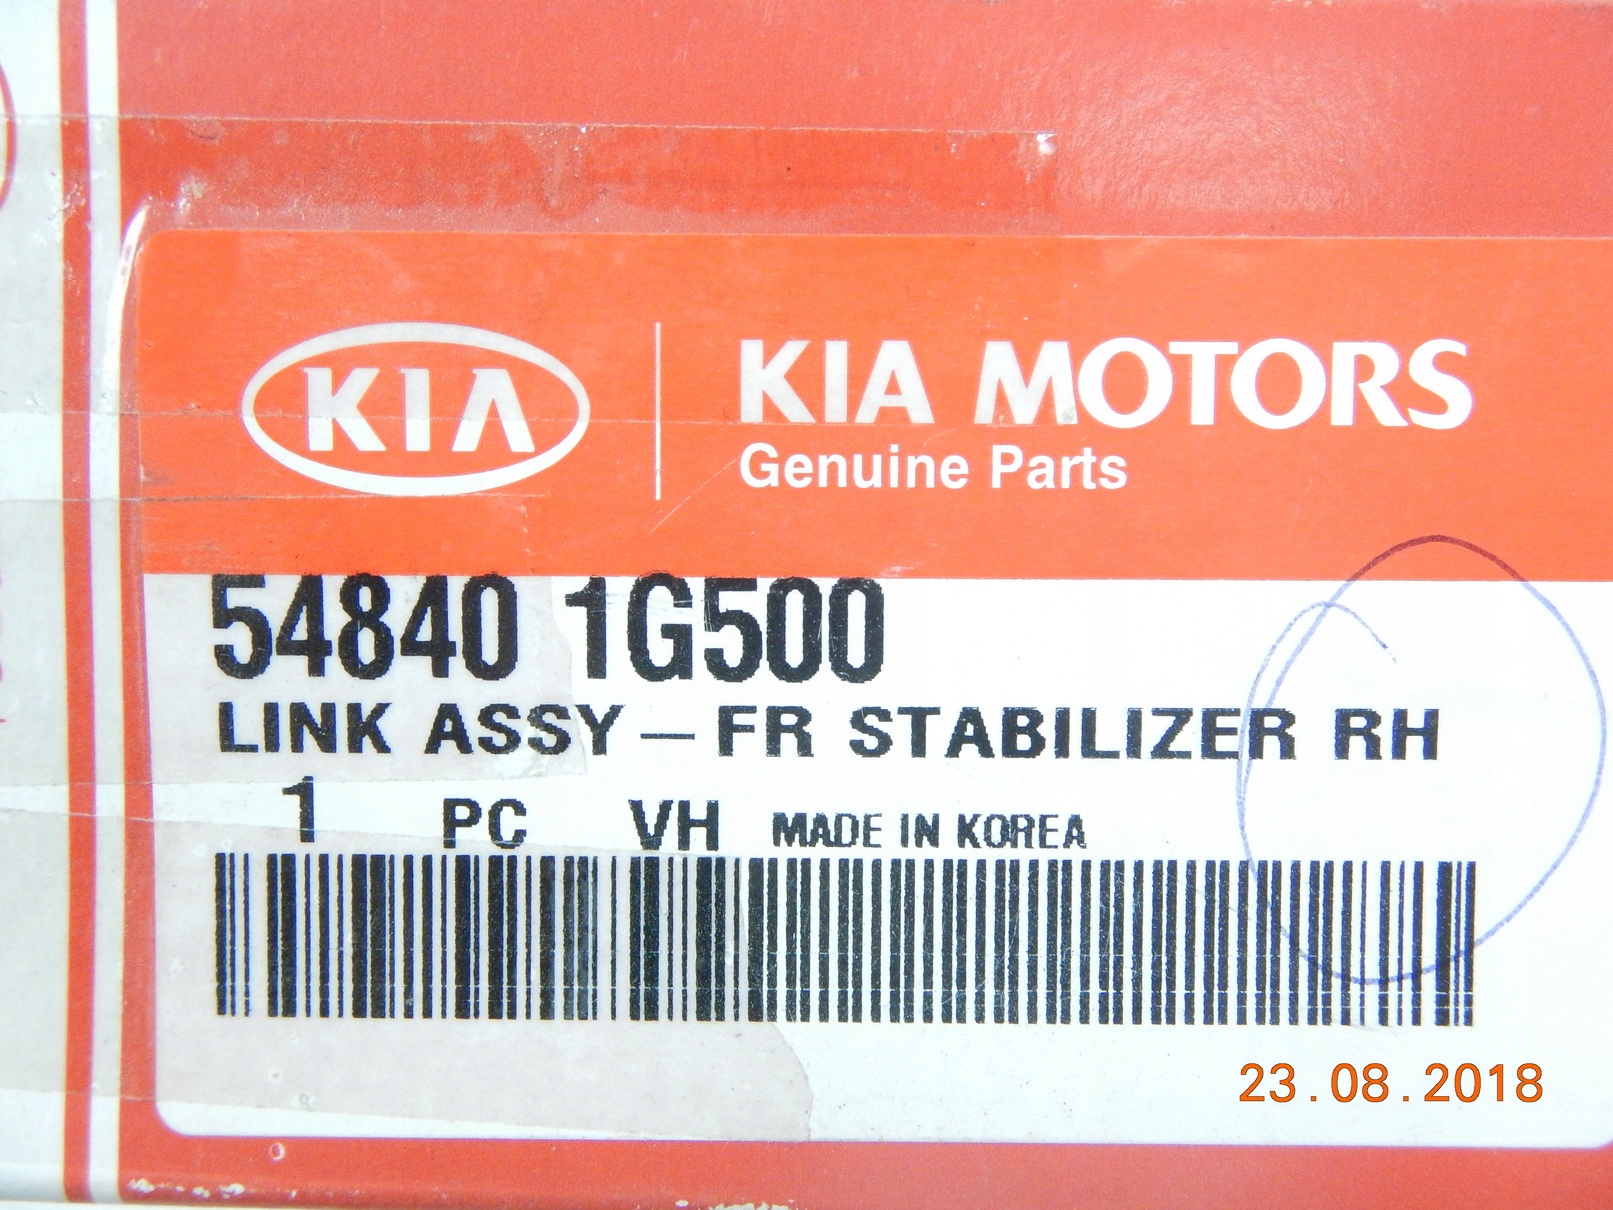 KIA
KIA MOTORS
Genuine Parts
54840 1G500
LINK ASSY – FR STABILIZER RH
1 PC VH MADE IN KOREA
23.08.2018